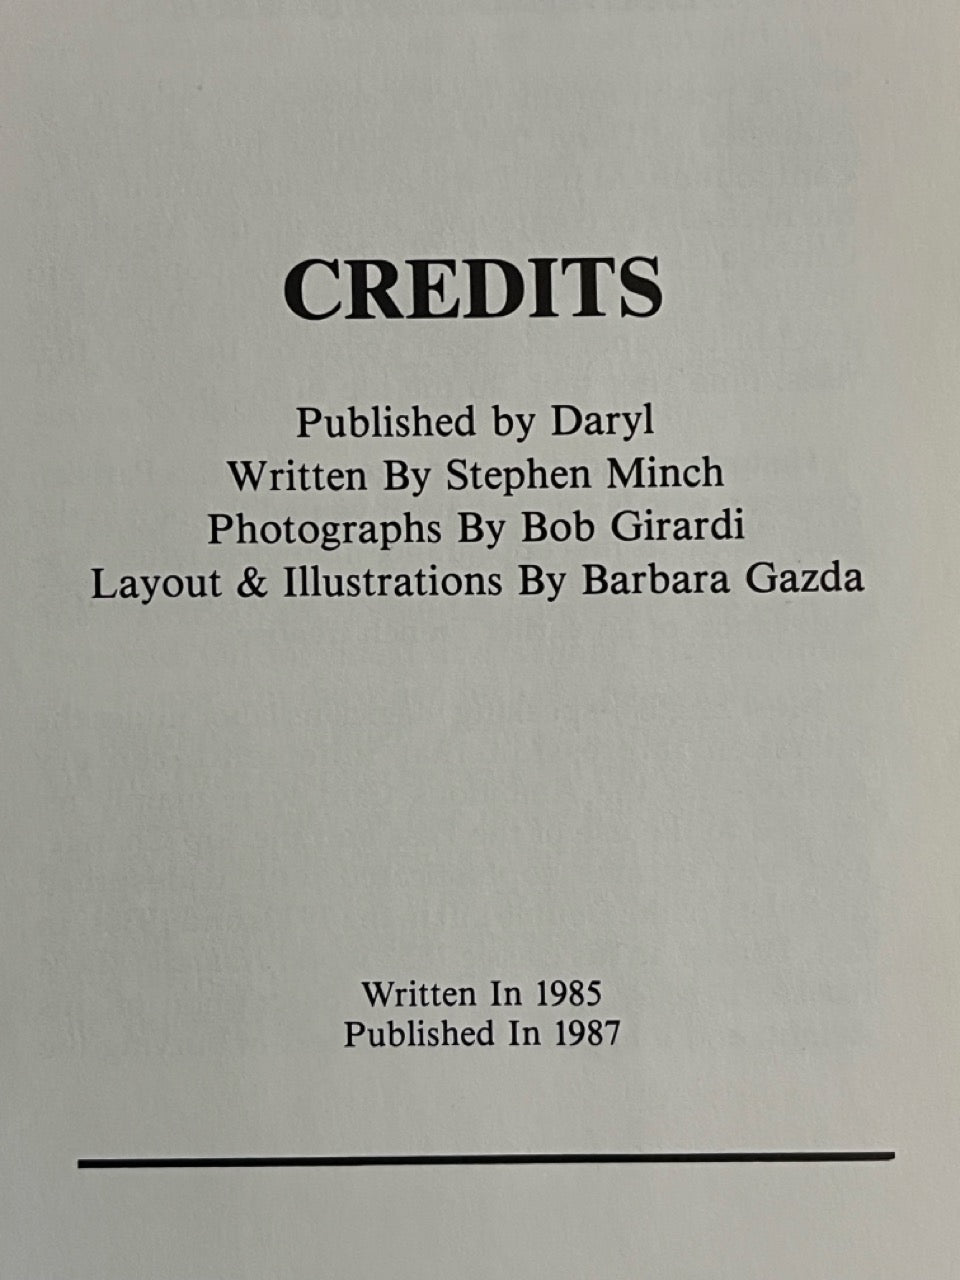 CREDITS
Published by Daryl
Written By Stephen Minch
Photographs By Bob Girardi
Layout & Illustrations By Barbara Gazda
Written In 1985
Published In 1987